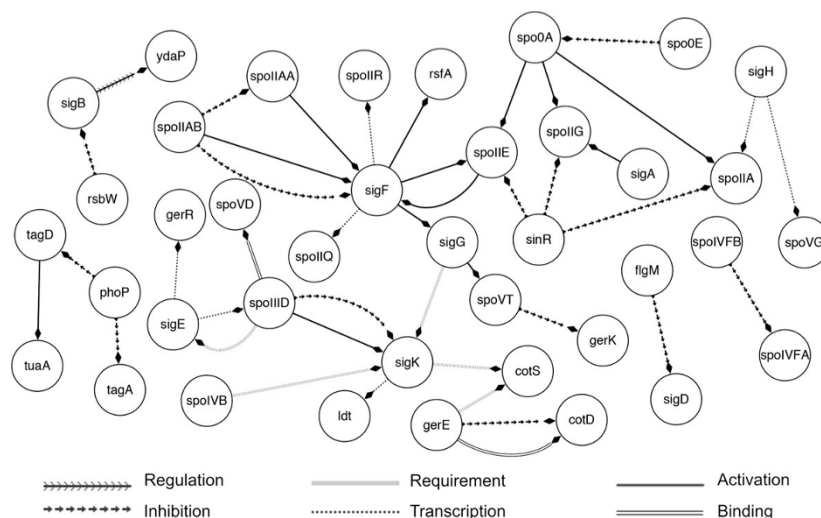 ydaP
spo0A
spo0E
spoIIAA
spoIIR
rsfA
sigH
sigB
spoIIAB
spoIIE
spoIIG
sigA
spoIIA
sigF
rsbW
gerR
spoVD
tagD
spoIIQ
sigG
sinR
spoIVFB
spoVG
flgM
phoP
sigE
spoIIID
spoVT
gerK
spoIVFA
tuaA
tagA
sigK
cotS
sigD
spoIVB
ldt
gerE
cotD
Regulation
Requirement
Activation
Inhibition
Transcription
Binding